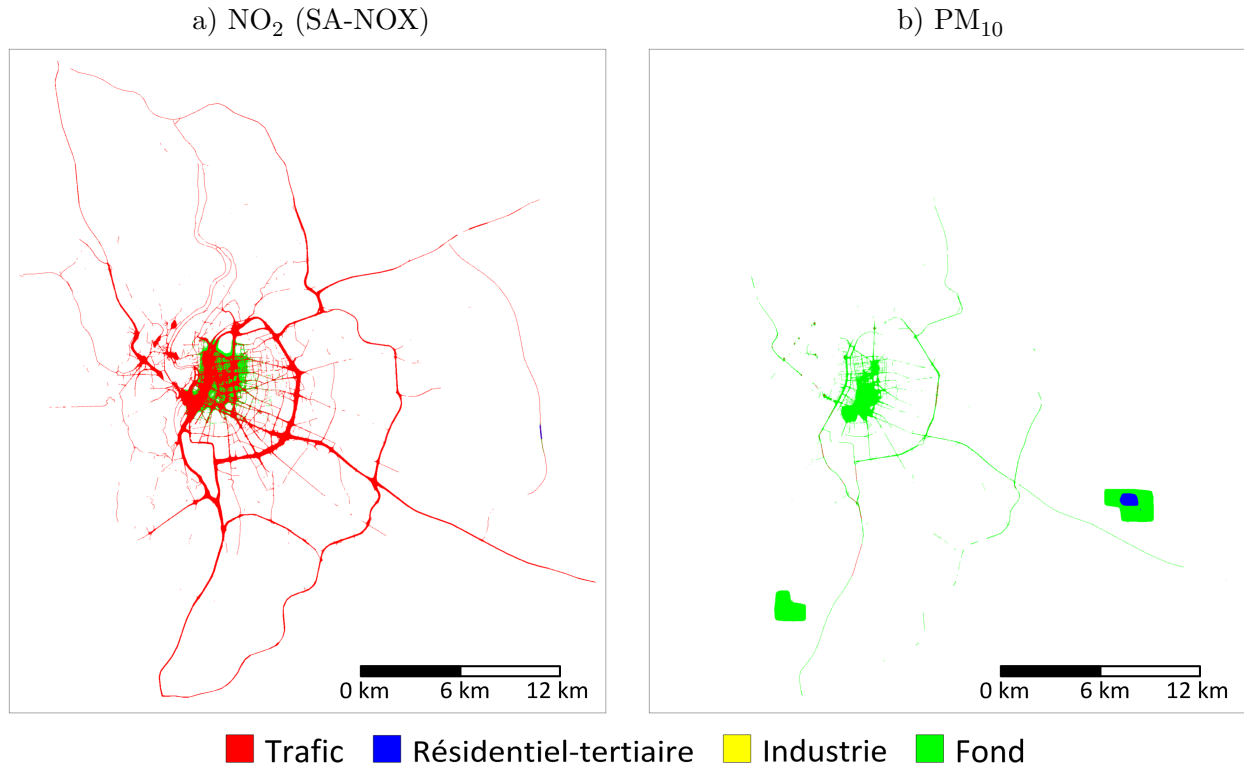 a) NO₂ (SA-NOX)
b) PM₁₀
0 km 6 km 12 km
0 km 6 km 12 km
Trafic Résidentiel-tertiaire Industrie Fond